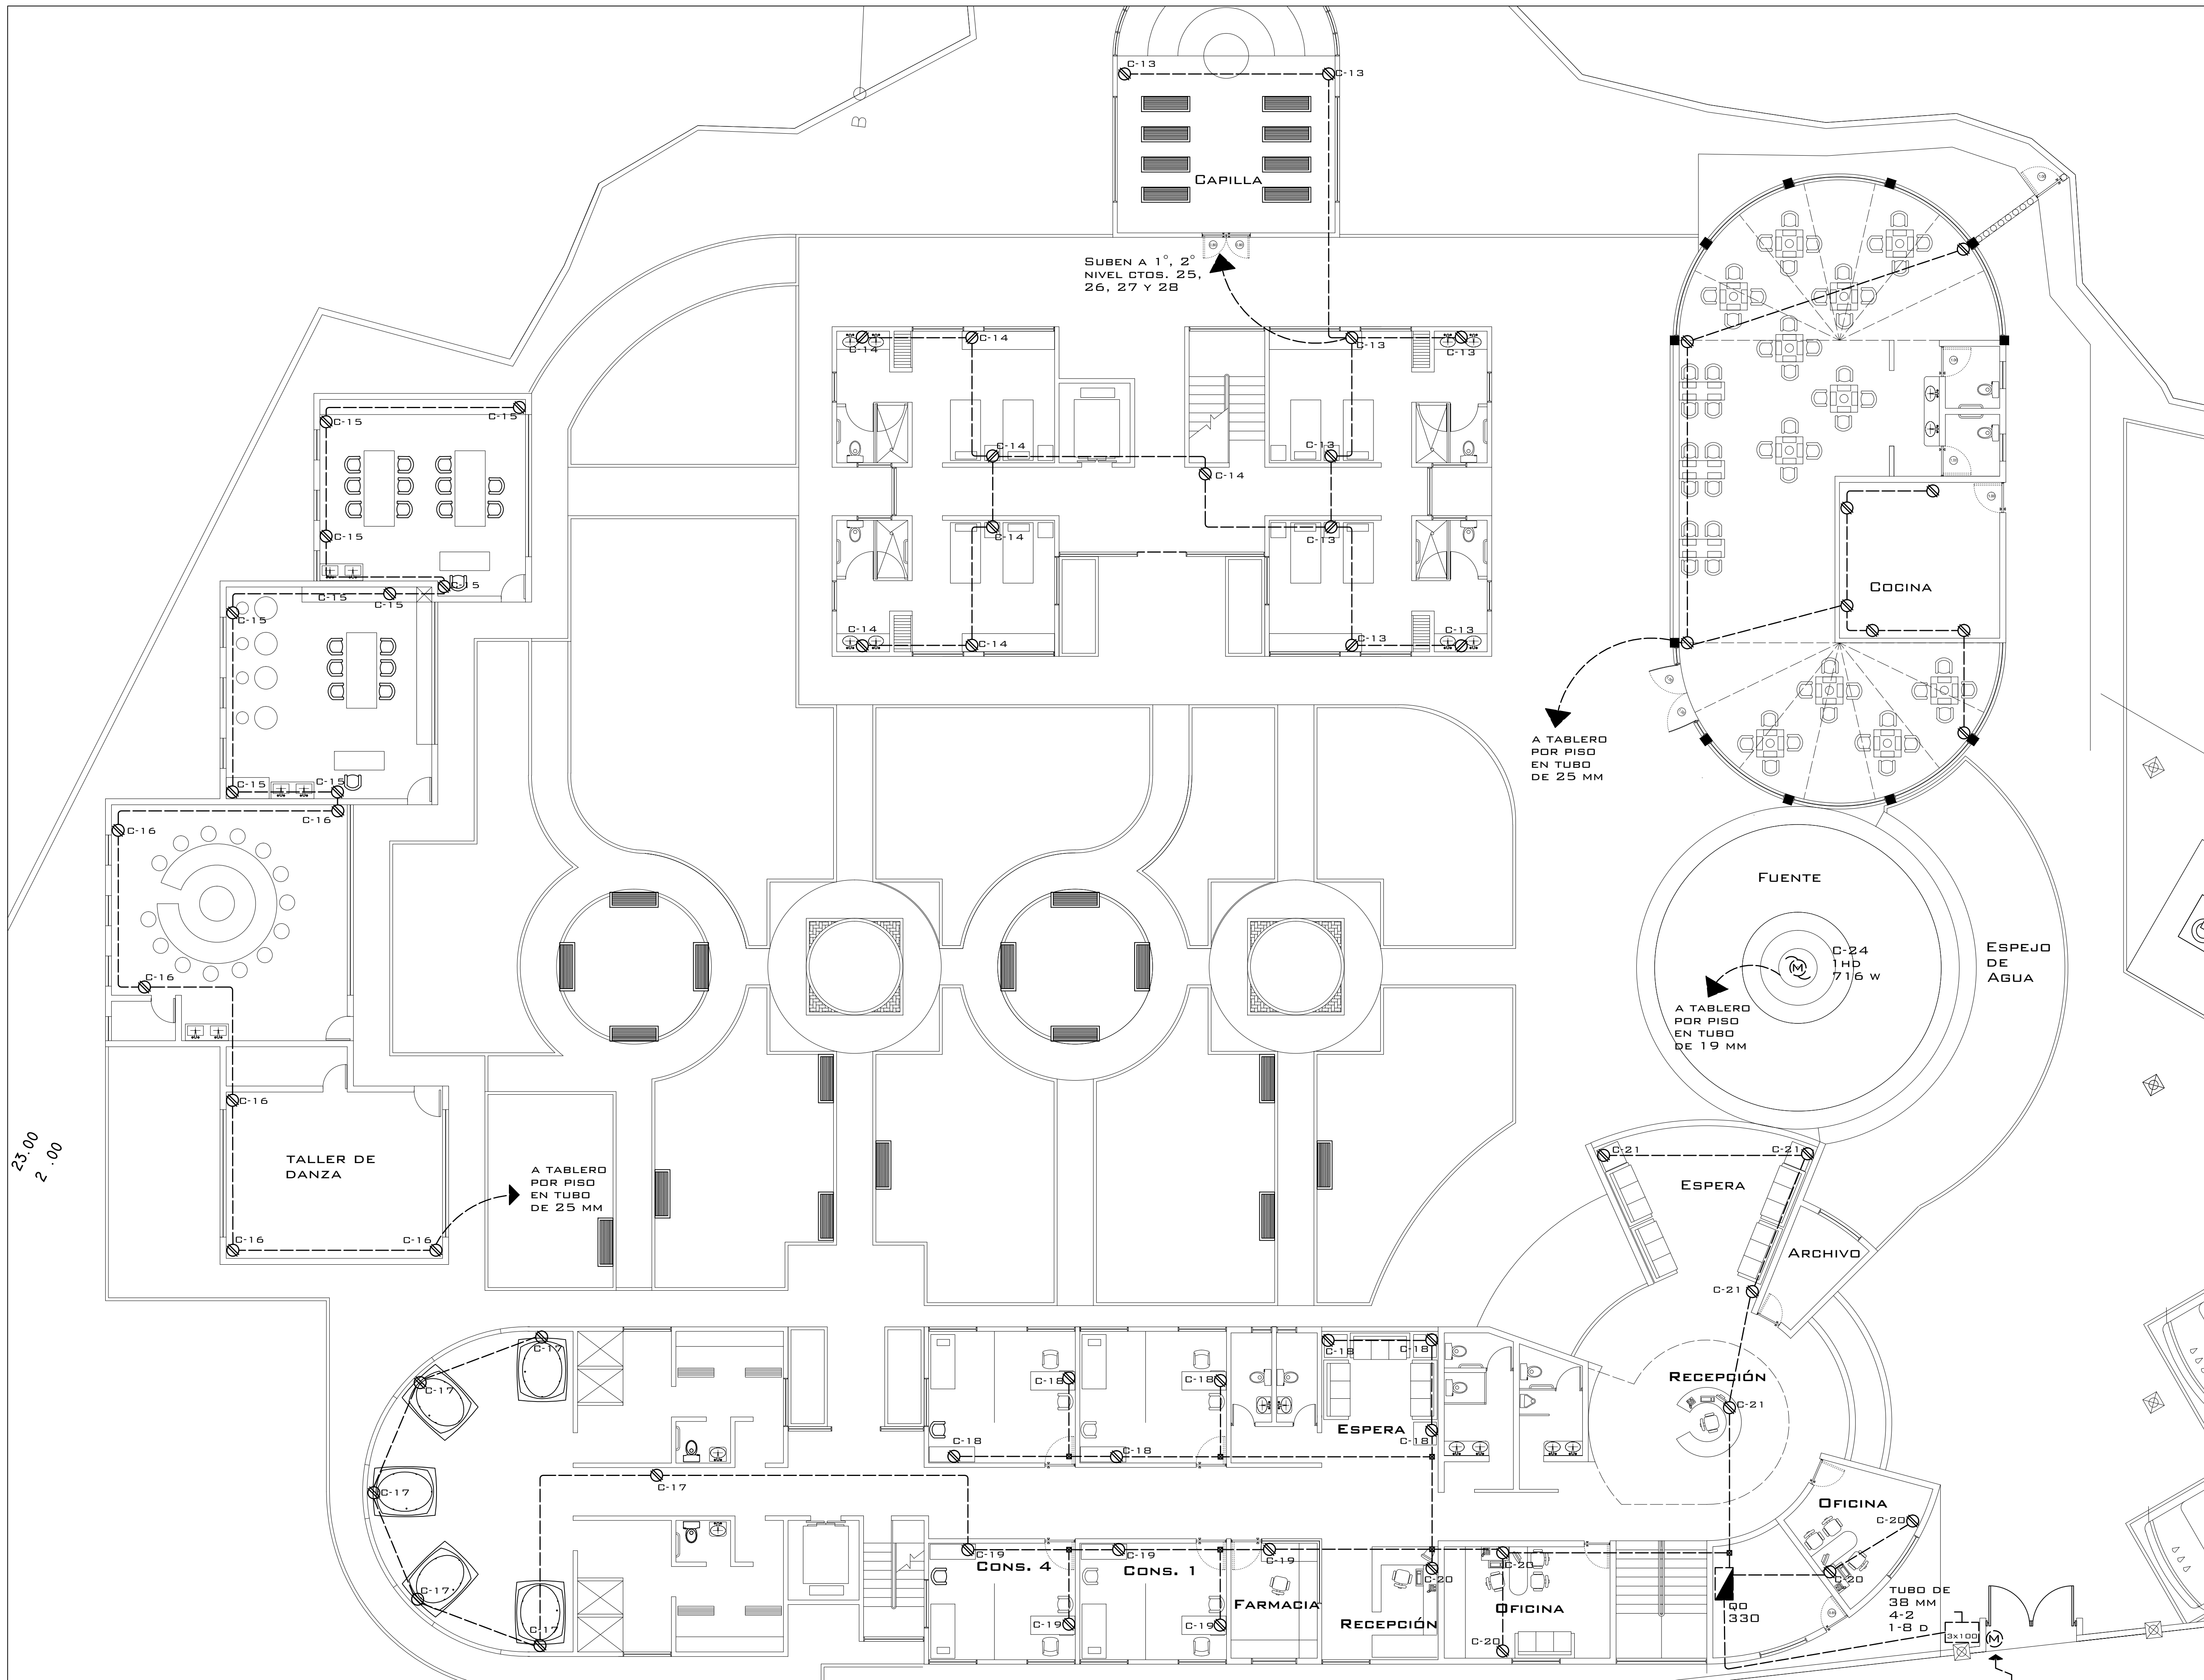 C-13
C-13
B
CAPILLA
SUBEN A 1°, 2°
NIVEL CTOS. 25,
26, 27 Y 28
C-14
C-14
C-13
C-13
C-15
C-15
C-14
C-13
C-14
C-15
C-14
C-13
COCINA
C-15
C-15
C-15
C-15
C-14
C-14
C-13
C-13
A TABLERO
POR PISO
EN TUBO
DE 25 MM
C-15
C-15
C-16
C-16
FUENTE
C-24
1HD
716 W
ESPEJO
DE
AGUA
C-16
A TABLERO
POR PISO
EN TUBO
DE 19 MM
C-16
23.00
2 .00
TALLER DE
DANZA
A TABLERO
POR PISO
EN TUBO
DE 25 MM
C-21
C-21
ESPERA
C-16
C-16
ARCHIVO
C-21
C-17
C-18
C-18
C-17
C-18
C-18
RECEPCIÓN
C-21
ESPERA
C-18
C-18
C-18
C-17
C-17
OFICINA
C-20
C-19
CONS. 4
C-19
CONS. 1
C-19
C-20
C-20
C-20
C-17
FARMACIA
RECEPCIÓN
OFICINA
QO
330
TUBO DE
38 MM
4-2
1-8 D
C-19
C-19
C-17
C-20
3x100
M
M